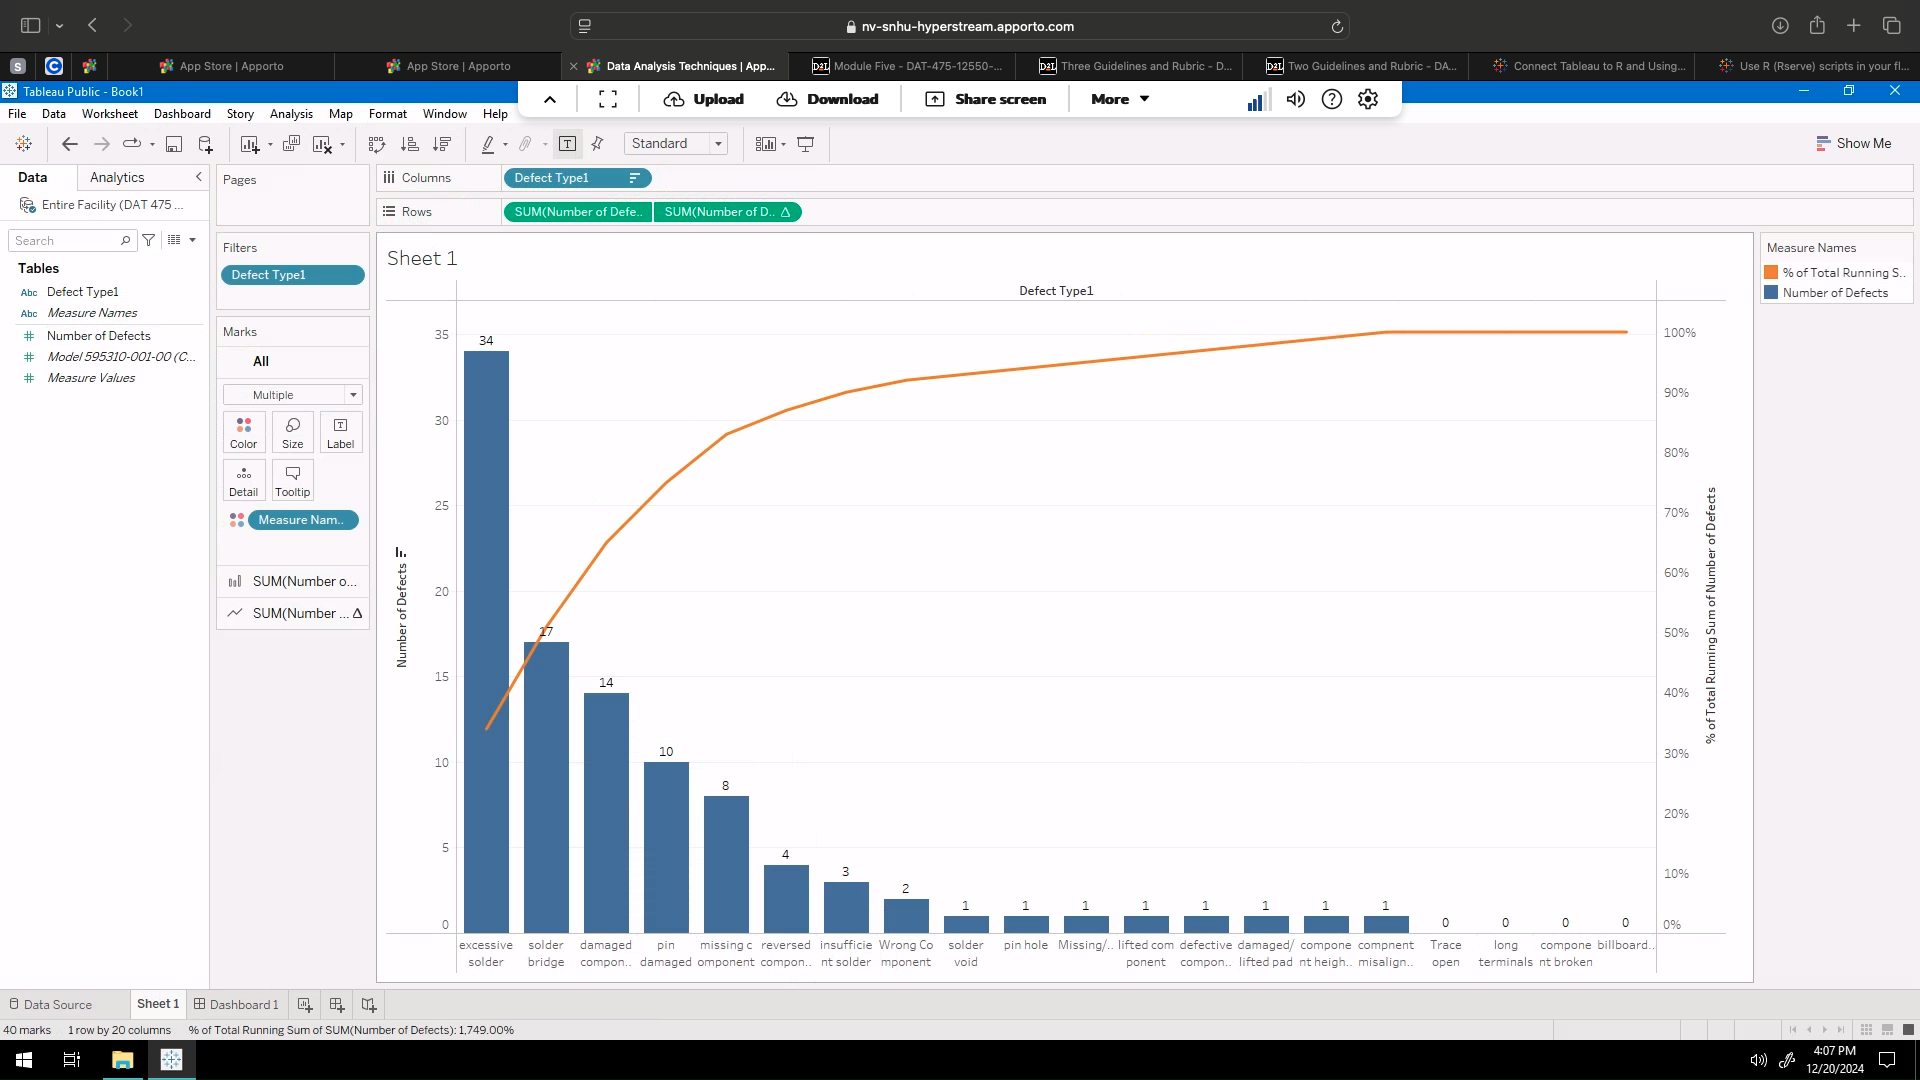 nv-snhu-hyperstream.apporto.com
App Store | Apporto
App Store | Apporto
Data Analysis Techniques | App...
D2L Module Five - DAT-475-12550-...
D2L Three Guidelines and Rubric - D...
D2L Two Guidelines and Rubric - DA...
Connect Tableau to R and Using...
Use R (Rserve) scripts in your fl...
Tableau Public - Book1
Upload
Download
Share screen
More
File Data Worksheet Dashboard Story Analysis Map Format Window Help
Standard
Show Me
Data
Analytics
Entire Facility (DAT 475 ...
Search
Tables
Abc Defect Type1
Abc Measure Names
# Number of Defects
# Model 595310-001-00 (C...
# Measure Values
Pages
Filters
Defect Type1
Marks
All
Multiple
Color
Size
Label
Detail
Tooltip
Measure Nam..
SUM(Number o...
SUM(Number ... Δ
Columns
Defect Type1
Rows
SUM(Number of Defe..
SUM(Number of D.. Δ
Sheet 1
Defect Type1
Number of Defects
35
30
25
20
15
10
5
0
34
17
14
10
8
4
3
2
1
1
1
1
1
1
1
1
0
0
0
0
excessive solder
solder bridge
damaged compon..
pin damaged
missing c omponent
reversed compon..
insufficie nt solder
Wrong Co mponent
solder void
pin hole
Missing/..
lifted com ponent
defective compon..
damaged/ lifted pad
compone nt heigh..
compnent misalign..
Trace open
long terminals
compone nt broken
billboard..
100%
90%
80%
70%
60%
50%
40%
30%
20%
10%
0%
% of Total Running Sum of Number of Defects
Measure Names
% of Total Running S..
Number of Defects
Data Source
Sheet 1
Dashboard 1
40 marks
1 row by 20 columns
% of Total Running Sum of SUM(Number of Defects): 1,749.00%
4:07 PM
12/20/2024